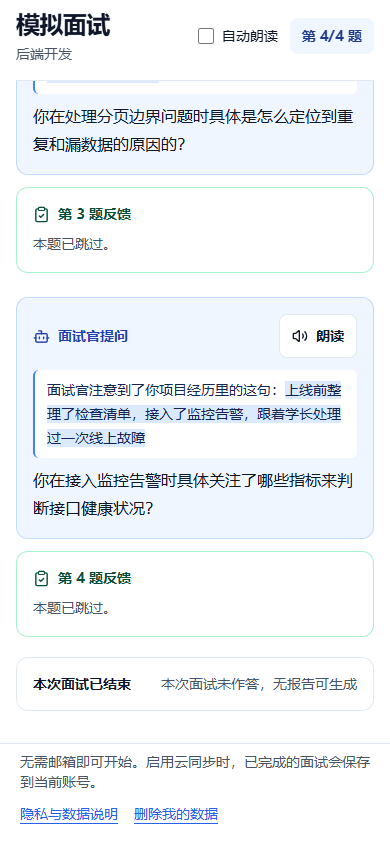 模拟面试
后端开发
自动朗读
第 4/4 题
你在处理分页边界问题时具体是怎么定位到重
复和漏数据的原因的？
第 3 题反馈
本题已跳过。
面试官提问
朗读
面试官注意到了你项目经历里的这句：上线前整
理了检查清单，接入了监控告警，跟着学长处理
过一次线上故障
你在接入监控告警时具体关注了哪些指标来判
断接口健康状况？
第 4 题反馈
本题已跳过。
本次面试已结束
本次面试未作答，无报告可生成
无需邮箱即可开始。启用云同步时，已完成的面试会保存
到当前账号。
隐私与数据说明
删除我的数据